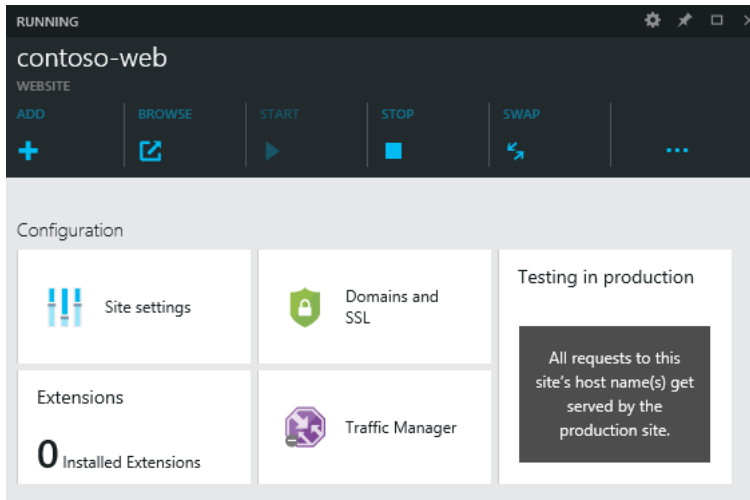 RUNNING
contoso-web
WEBSITE
ADD BROWSE START STOP SWAP
Configuration
Site settings
Domains and
SSL
Testing in production
All requests to this
site's host name(s) get
served by the
production site.
Extensions
0 Installed Extensions
Traffic Manager